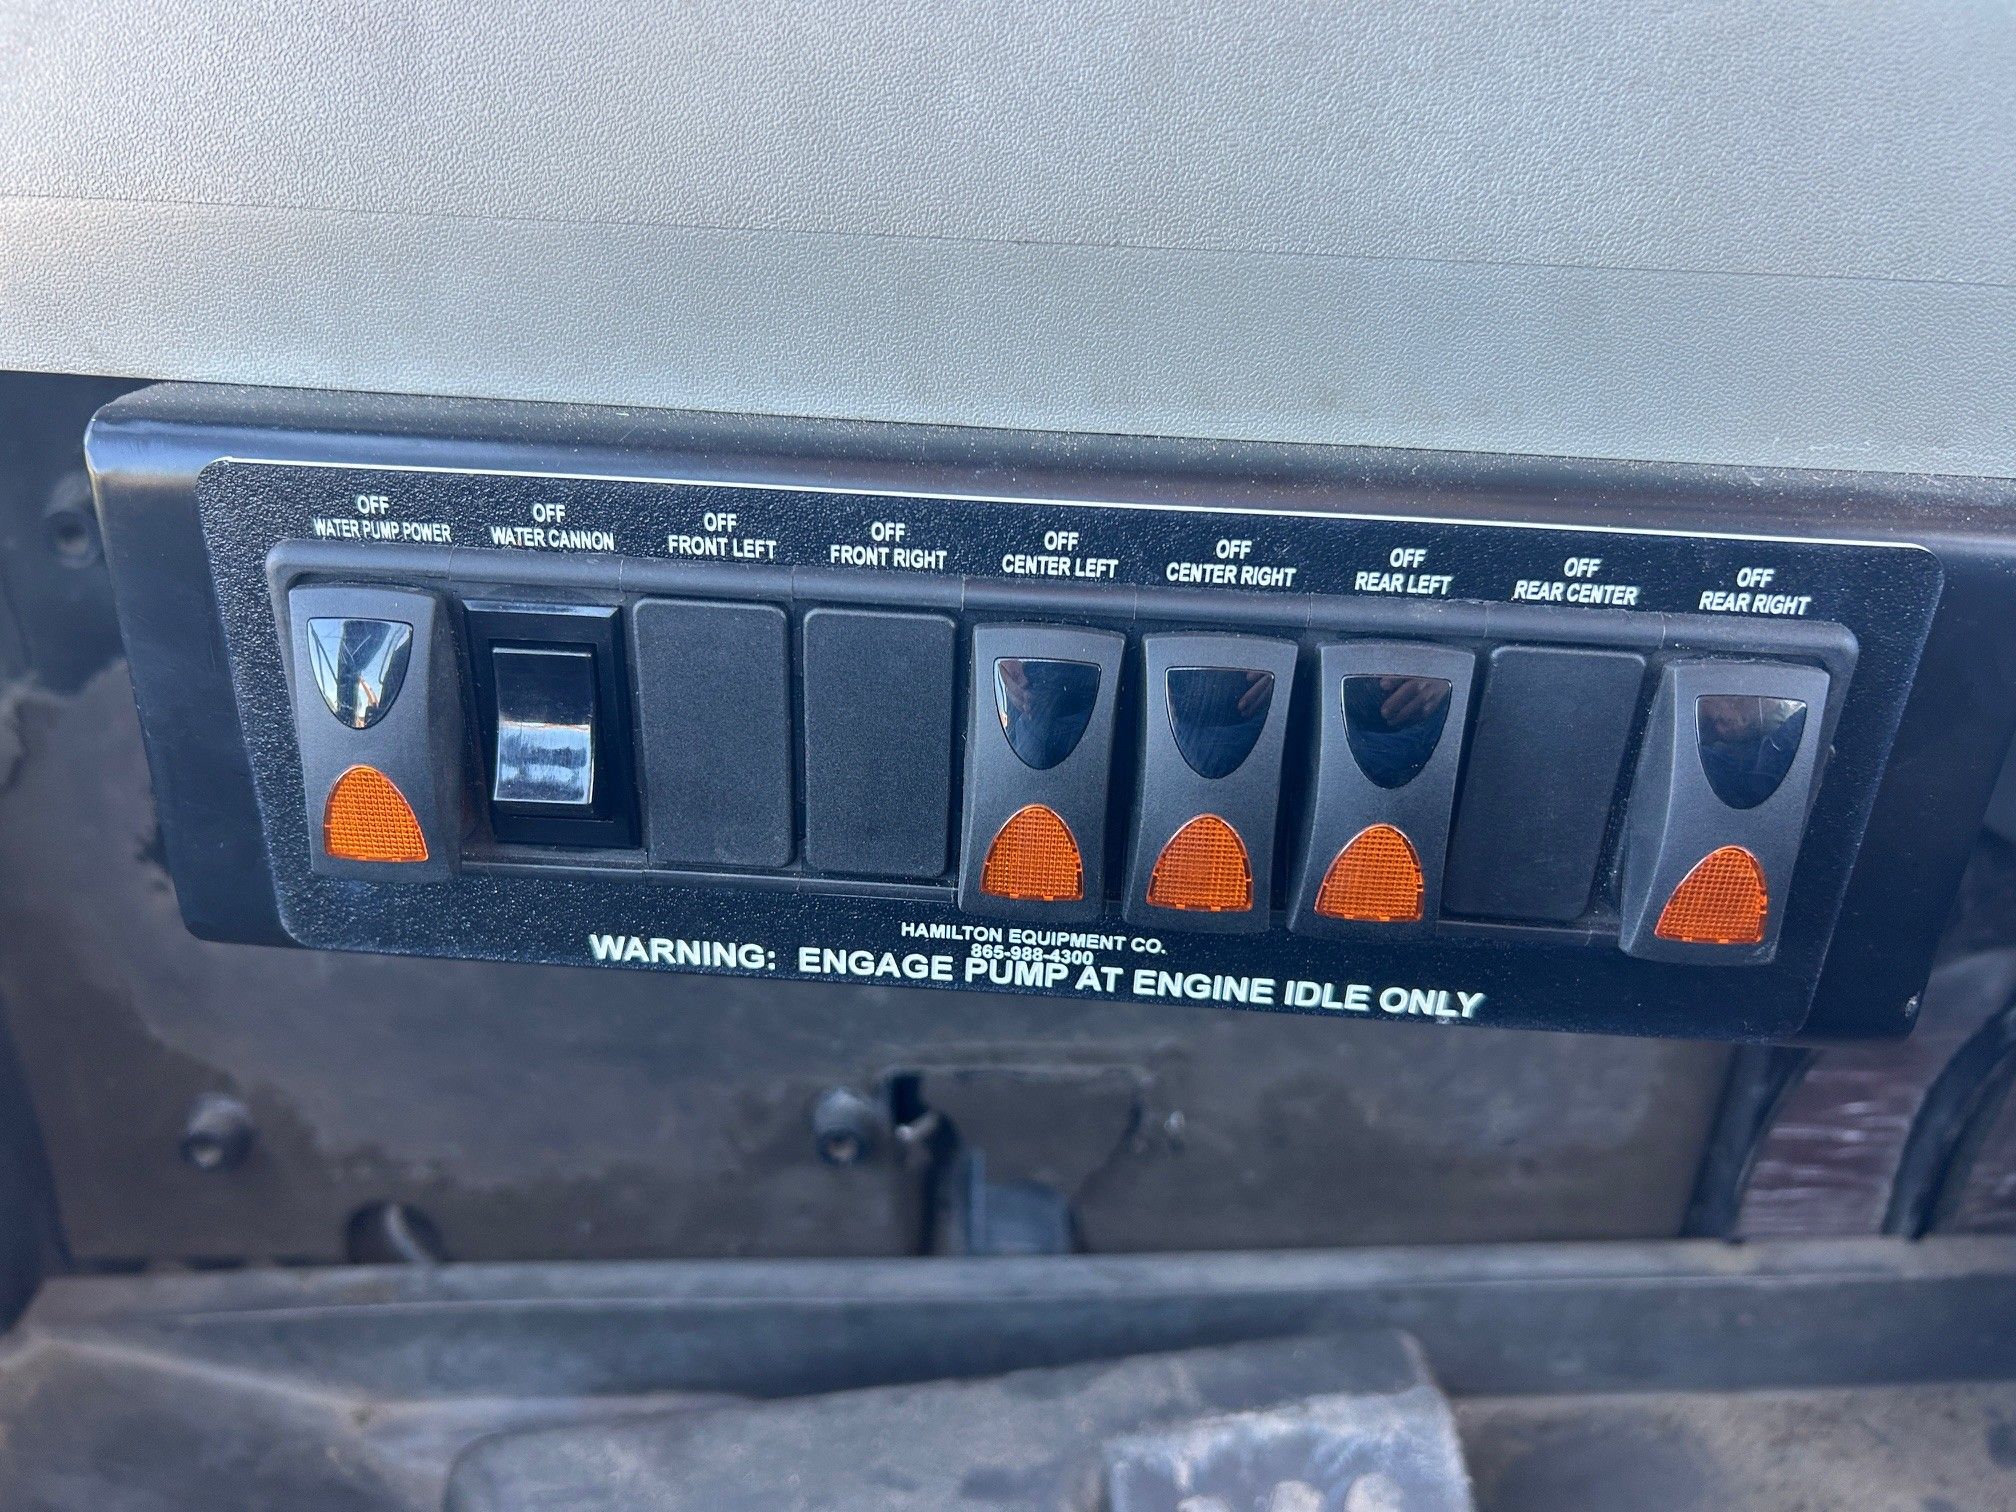 OFF
WATER PUMP POWER
OFF
WATER CANNON
OFF
FRONT LEFT
OFF
FRONT RIGHT
OFF
CENTER LEFT
OFF
CENTER RIGHT
OFF
REAR LEFT
OFF
REAR CENTER
OFF
REAR RIGHT
HAMILTON EQUIPMENT CO.
865-988-4300
WARNING: ENGAGE PUMP AT ENGINE IDLE ONLY